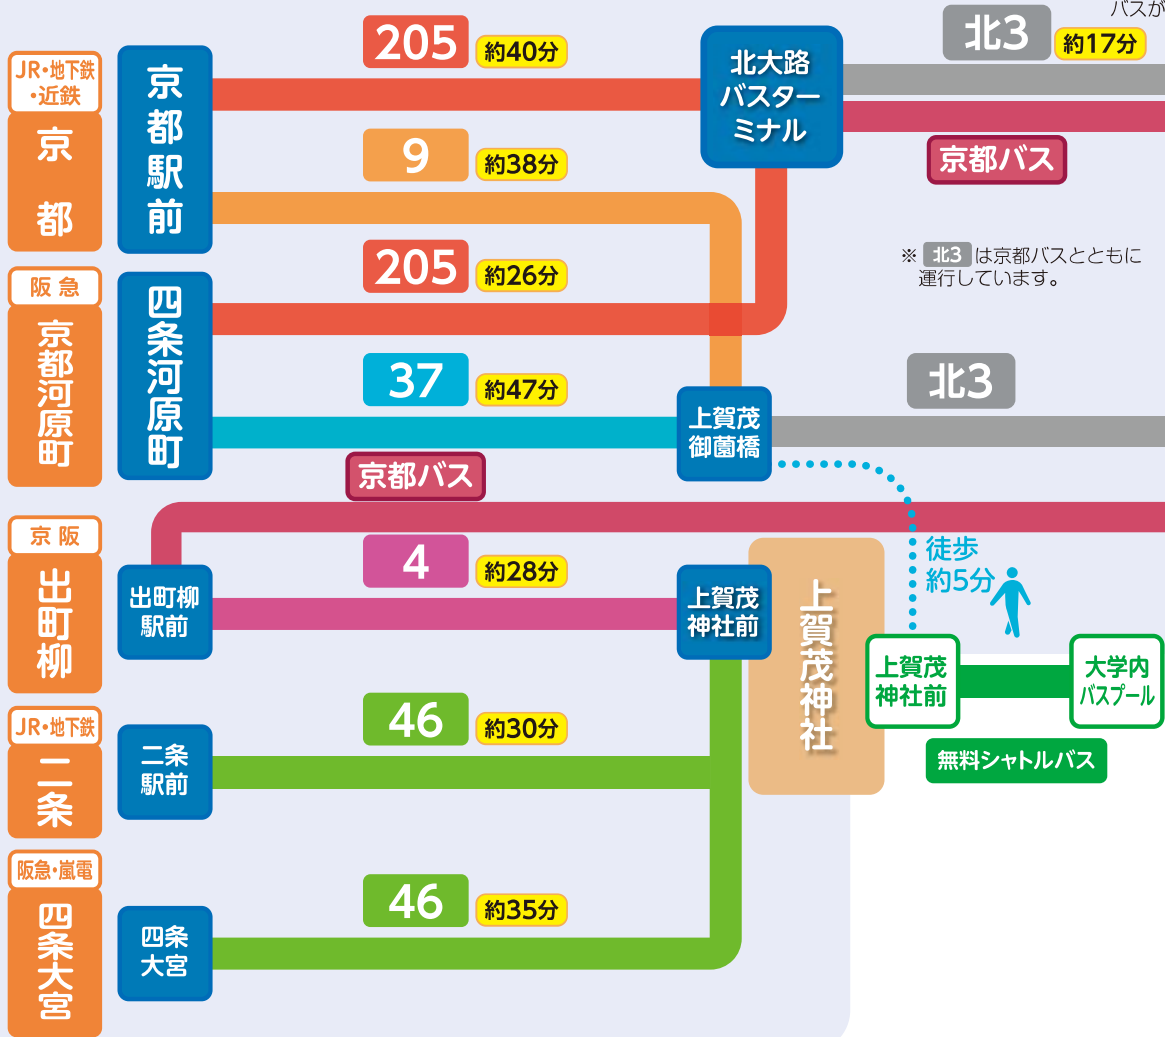 バスが
北3
約17分
205
約40分
JR・地下鉄
・近鉄
京都
京都駅前
北大路
バスター
ミナル
9
約38分
京都バス
※ 北3 は京都バスとともに
運行しています。
205
約26分
阪急
京都河原町
四条河原町
37
約47分
上賀茂
御薗橋
北3
京都バス
京阪
出町柳
出町柳
駅前
4
約28分
上賀茂
神社前
上賀茂神社
徒歩
約5分
上賀茂
神社前
大学内
バスプール
無料シャトルバス
JR・地下鉄
二条
二条
駅前
46
約30分
阪急・嵐電
四条大宮
四条
大宮
46
約35分